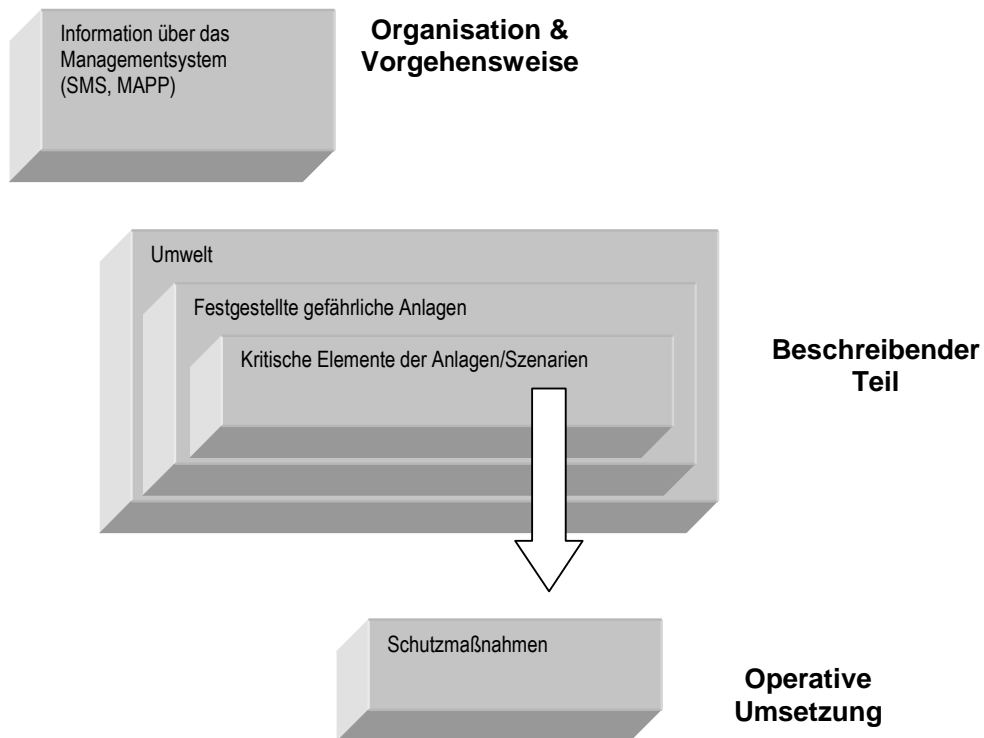 Information über das
Managementsystem
(SMS, MAPP)
Organisation &
Vorgehensweise
Umwelt
Festgestellte gefährliche Anlagen
Kritische Elemente der Anlagen/Szenarien
Beschreibender
Teil
Schutzmaßnahmen
Operative
Umsetzung